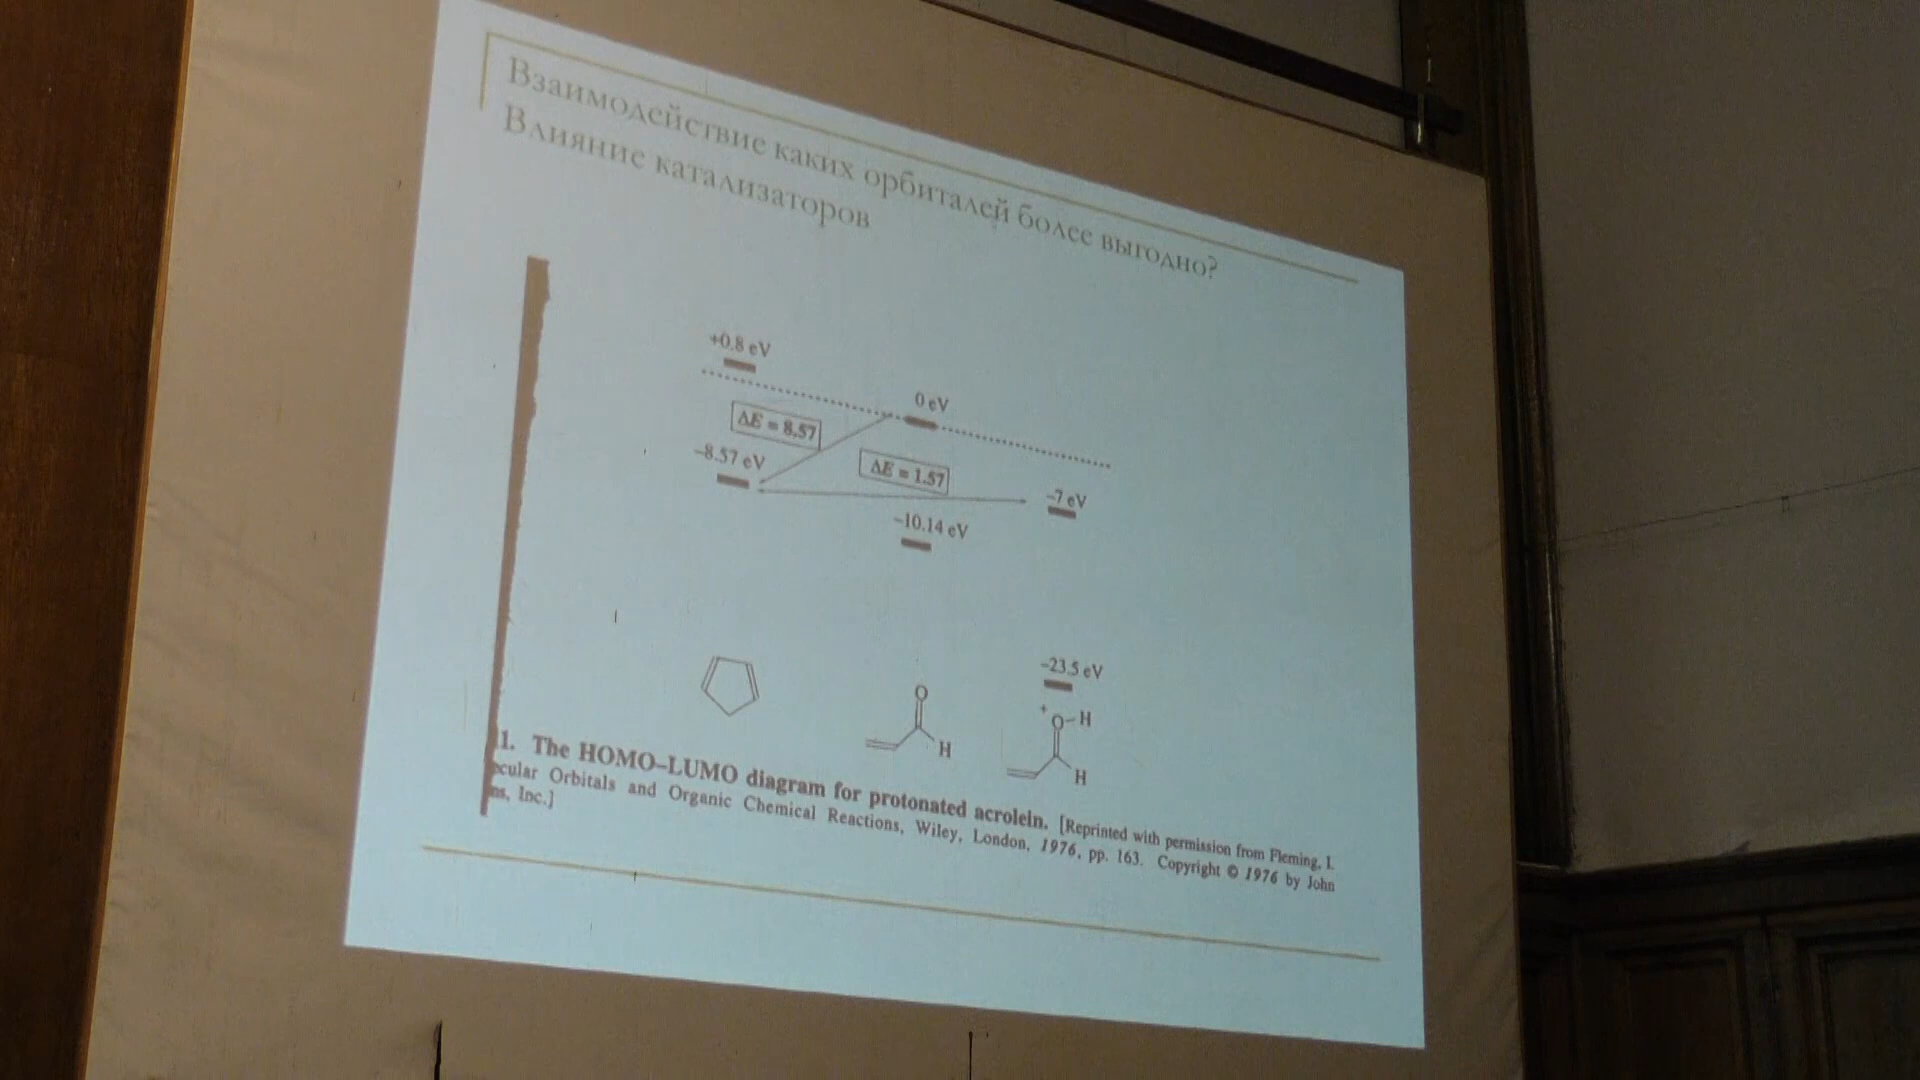 Взаимодействие каких орбиталей более выгодно?
Влияние катализаторов
+0.8 eV
0 eV
ΔE = 8.57
-8.57 eV
ΔE = 1.57
-7 eV
-10.14 eV
-23.5 eV
O
H
+
O-H
H
1. The HOMO–LUMO diagram for protonated acrolein. [Reprinted with permission from Fleming, I.
ecular Orbitals and Organic Chemical Reactions, Wiley, London, 1976, pp. 163. Copyright © 1976 by John
ns, Inc.]